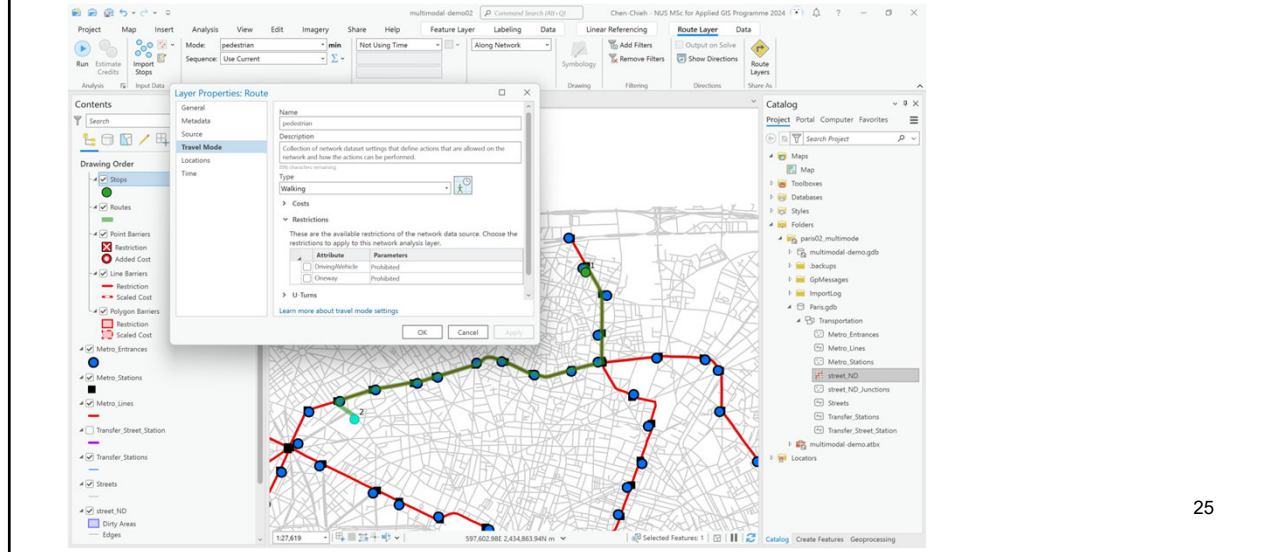 multimodal-demo02
Command Search (Alt+Q)
Chen-Chieh - NUS MSc for Applied GIS Programme 2024
Project Map Insert Analysis View Edit Imagery Share Help Feature Layer Labeling Data Linear Referencing Route Layer Data
Run
Estimate Credits
Import Stops
Mode: pedestrian min
Sequence: Use Current
Not Using Time
Along Network
Symbology
Add Filters
Remove Filters
Output on Solve
Show Directions
Route Layers
Analysis Input Data Drawing Filtering Directions Share As
Contents
Search
Drawing Order
Stops
Routes
Point Barriers
Restriction
Added Cost
Line Barriers
Restriction
Scaled Cost
Polygon Barriers
Restriction
Scaled Cost
Metro_Entrances
Metro_Stations
Metro_Lines
Transfer_Street_Station
Transfer_Stations
Streets
street_ND
Dirty Areas
Edges
Layer Properties: Route
General
Metadata
Source
Travel Mode
Locations
Time
Name
pedestrian
Description
Collection of network dataset settings that define actions that are allowed on the
network and how the actions can be performed.
characters remaining
Type
Walking
Costs
Restrictions
These are the available restrictions of the network data source. Choose the
restrictions to apply to this network analysis layer.
Attribute Parameters
DrivingAVehicle Prohibited
Oneway Prohibited
U-Turns
Learn more about travel mode settings
OK Cancel Apply
1
2
1:27,619
597,602.98E 2,434,863.94N m
Selected Features: 1
Catalog
Project Portal Computer Favorites
Search Project
Maps
Map
Toolboxes
Databases
Styles
Folders
paris02_multimode
multimodal-demo.gdb
.backups
GpMessages
ImportLog
Paris.gdb
Transportation
Metro_Entrances
Metro_Lines
Metro_Stations
street_ND
street_ND_Junctions
Streets
Transfer_Stations
Transfer_Street_Station
multimodal-demo.atbx
Locators
Catalog Create Features Geoprocessing
25